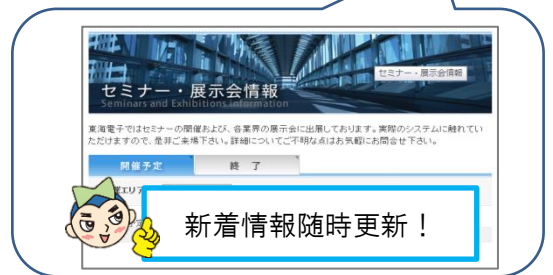 セミナー・展示会情報
セミナー・展示会情報
Seminars and Exhibitions information
東海電子ではセミナーの開催および、各業界の展示会に出展しております。実際のシステムに触れてい
ただけますので、是非ご来場下さい。詳細についてご不明な点はお気軽にお問合せ下さい。
開催予定
終 了
エリア
新着情報随時更新！